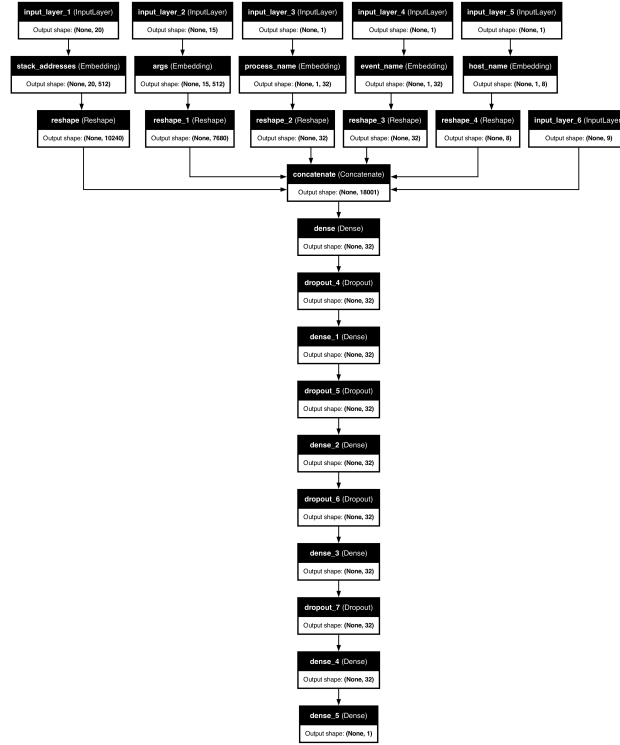 input_layer_1 (InputLayer)
Output shape: (None, 20)
input_layer_2 (InputLayer)
Output shape: (None, 15)
input_layer_3 (InputLayer)
Output shape: (None, 1)
input_layer_4 (InputLayer)
Output shape: (None, 1)
input_layer_5 (InputLayer)
Output shape: (None, 1)
stack_addresses (Embedding)
Output shape: (None, 20, 512)
args (Embedding)
Output shape: (None, 15, 512)
process_name (Embedding)
Output shape: (None, 1, 32)
event_name (Embedding)
Output shape: (None, 1, 32)
host_name (Embedding)
Output shape: (None, 1, 8)
reshape (Reshape)
Output shape: (None, 10240)
reshape_1 (Reshape)
Output shape: (None, 7680)
reshape_2 (Reshape)
Output shape: (None, 32)
reshape_3 (Reshape)
Output shape: (None, 32)
reshape_4 (Reshape)
Output shape: (None, 8)
input_layer_6 (InputLayer)
Output shape: (None, 9)
concatenate (Concatenate)
Output shape: (None, 18001)
dense (Dense)
Output shape: (None, 32)
dropout_4 (Dropout)
Output shape: (None, 32)
dense_1 (Dense)
Output shape: (None, 32)
dropout_5 (Dropout)
Output shape: (None, 32)
dense_2 (Dense)
Output shape: (None, 32)
dropout_6 (Dropout)
Output shape: (None, 32)
dense_3 (Dense)
Output shape: (None, 32)
dropout_7 (Dropout)
Output shape: (None, 32)
dense_4 (Dense)
Output shape: (None, 32)
dense_5 (Dense)
Output shape: (None, 1)